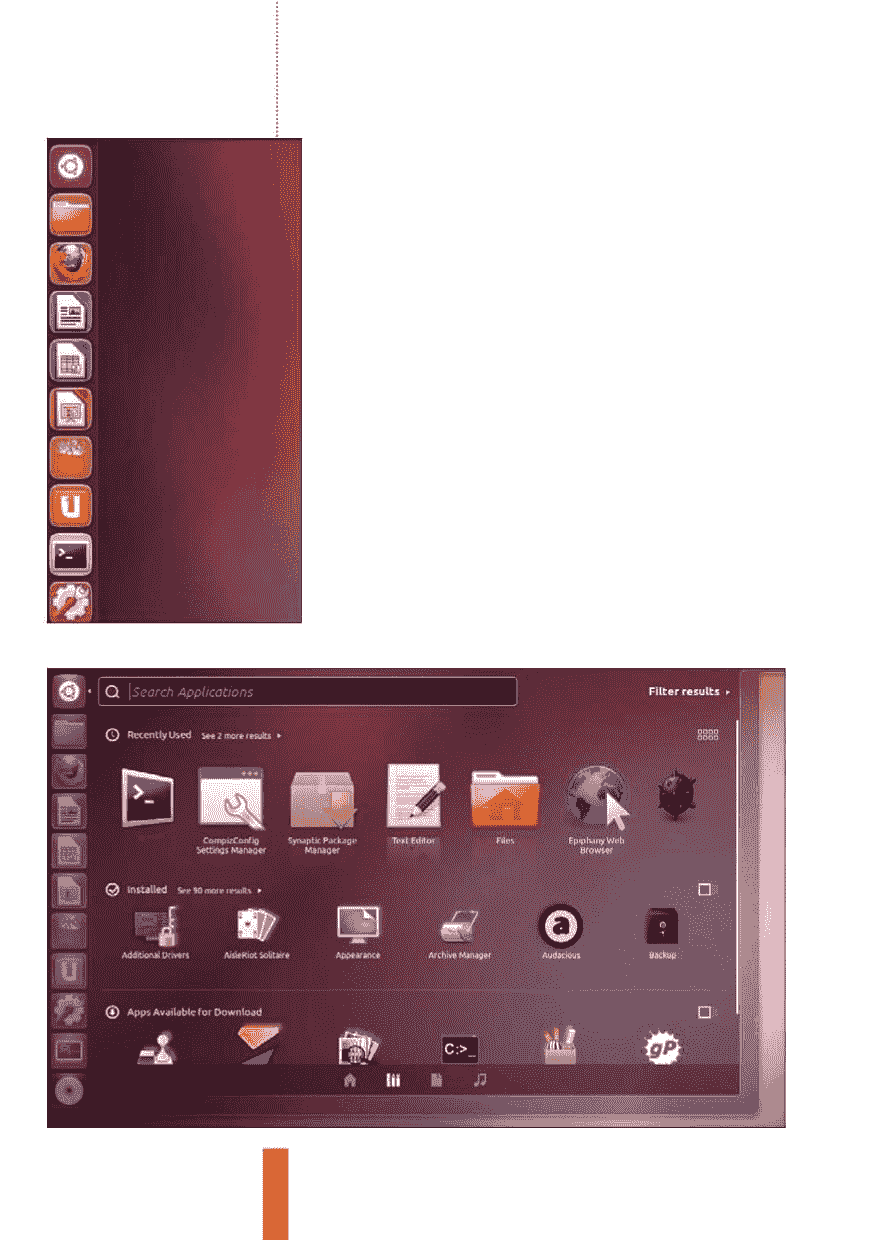 Search Applications
Filter results
Recently Used See 2 more results
CompizConfig
Settings Manager
Synaptic Package
Manager
Text Editor
Files
Epiphany Web
Browser
Installed See 90 more results
Additional Drivers
AisleRiot Solitaire
Appearance
Archive Manager
Audacious
Backup
Apps Available for Download
C:>_
gP